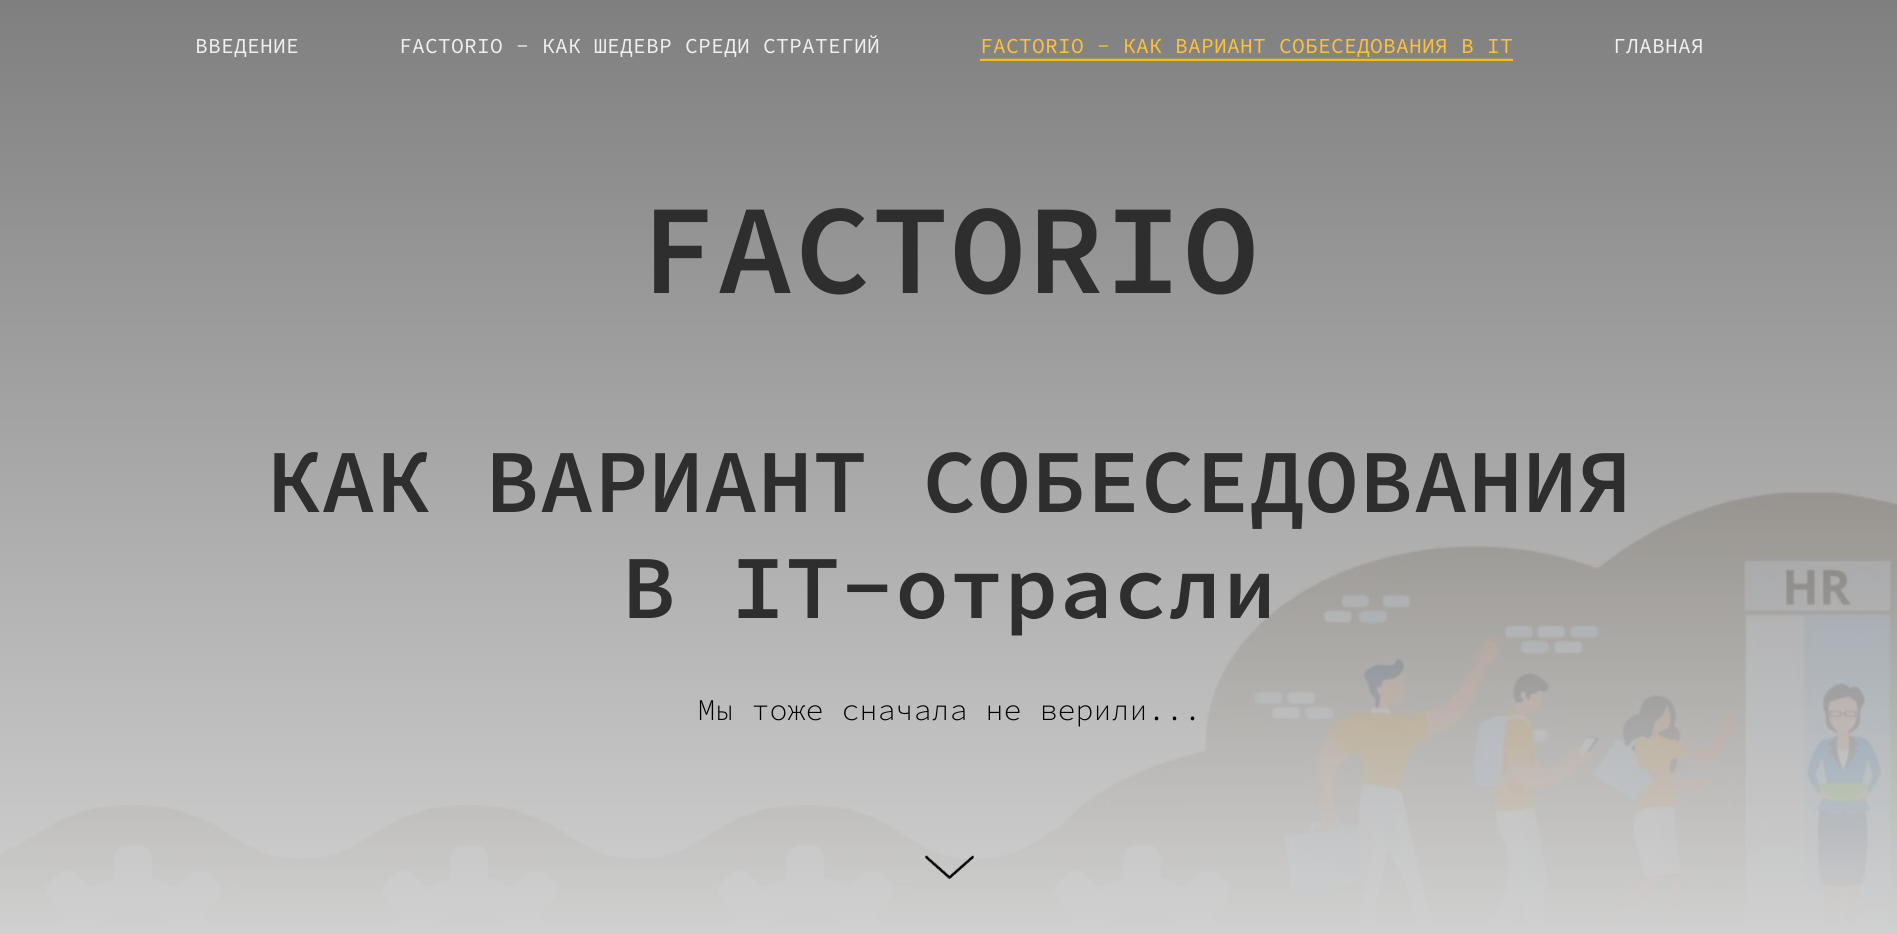 ВВЕДЕНИЕ
FACTORIO - КАК ШЕДЕВР СРЕДИ СТРАТЕГИЙ
FACTORIO - КАК ВАРИАНТ СОБЕСЕДОВАНИЯ В IT
ГЛАВНАЯ
FACTORIO
КАК ВАРИАНТ СОБЕСЕДОВАНИЯ
В IT-отрасли
HR
Мы тоже сначала не верили...